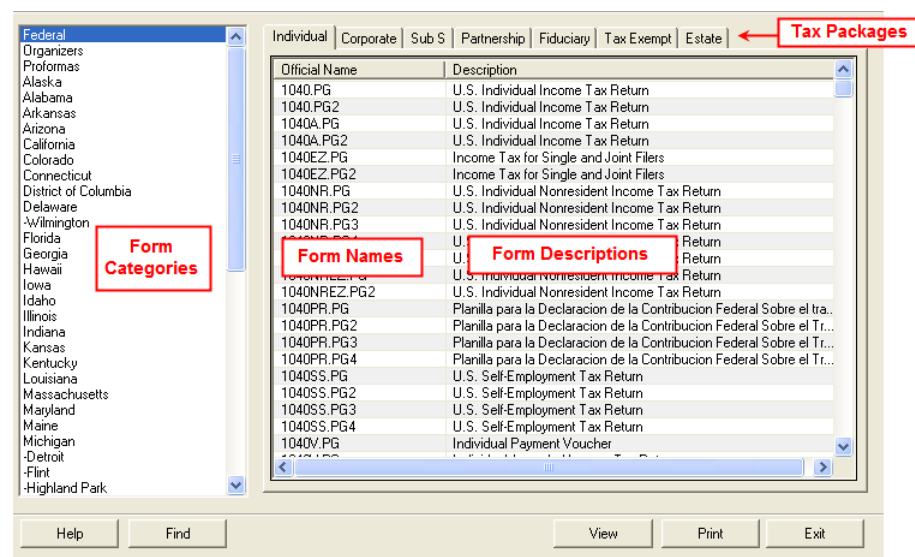 Federal
Organizers
Proformas
Alaska
Alabama
Arkansas
Arizona
California
Colorado
Connecticut
District of Columbia
Delaware
-Wilmington
Florida
Georgia
Hawaii
Iowa
Idaho
Illinois
Indiana
Kansas
Kentucky
Louisiana
Massachusetts
Maryland
Maine
Michigan
-Detroit
-Flint
-Highland Park
Form
Categories
Individual Corporate Sub S Partnership Fiduciary Tax Exempt Estate
Tax Packages
Official Name Description
1040.PG U.S. Individual Income Tax Return
1040.PG2 U.S. Individual Income Tax Return
1040A.PG U.S. Individual Income Tax Return
1040A.PG2 U.S. Individual Income Tax Return
1040EZ.PG Income Tax for Single and Joint Filers
1040EZ.PG2 Income Tax for Single and Joint Filers
1040NR.PG U.S. Individual Nonresident Income Tax Return
1040NR.PG2 U.S. Individual Nonresident Income Tax Return
1040NR.PG3 U.S. Individual Nonresident Income Tax Return
Return
Return
Form Names
Form Descriptions
U.S. Individual Nonresident Income Tax Return
1040NREZ.PG2 U.S. Individual Nonresident Income Tax Return
1040PR.PG Planilla para la Declaracion de la Contribucion Federal Sobre el tra..
1040PR.PG2 Planilla para la Declaracion de la Contribucion Federal Sobre el Tr...
1040PR.PG3 Planilla para la Declaracion de la Contribucion Federal Sobre el Tr...
1040PR.PG4 Planilla para la Declaracion de la Contribucion Federal Sobre el Tr...
1040SS.PG U.S. Self-Employment Tax Return
1040SS.PG2 U.S. Self-Employment Tax Return
1040SS.PG3 U.S. Self-Employment Tax Return
1040SS.PG4 U.S. Self-Employment Tax Return
1040V.PG Individual Payment Voucher
Help Find View Print Exit